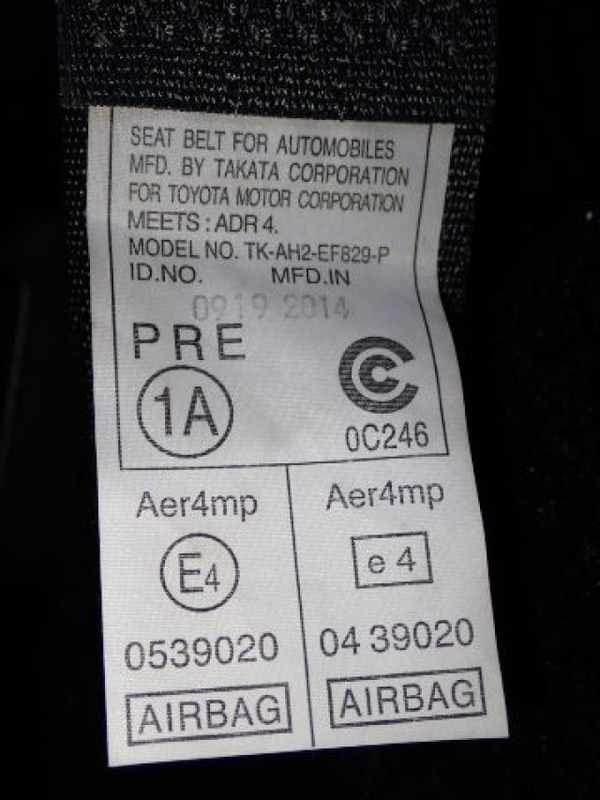 SEAT BELT FOR AUTOMOBILES
MFD. BY TAKATA CORPORATION
FOR TOYOTA MOTOR CORPORATION
MEETS : ADR 4.
MODEL NO. TK-AH2-EF829-P
ID.NO. MFD.IN
0919 2014
PRE
1A
0C246
Aer4mp Aer4mp
E4 e 4
0539020 04 39020
AIRBAG AIRBAG